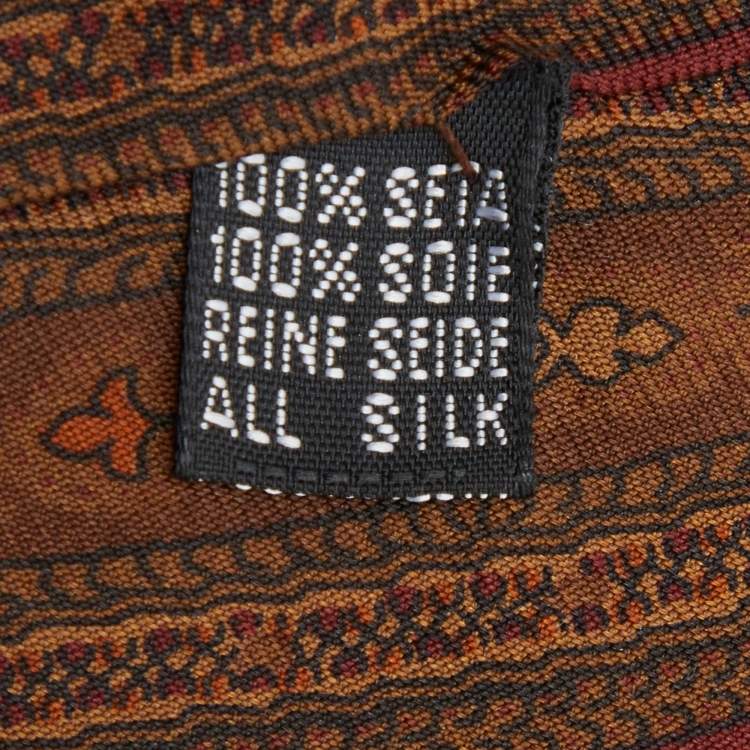 100% SETA
100% SOIE
REINE SEIDE
ALL SILK